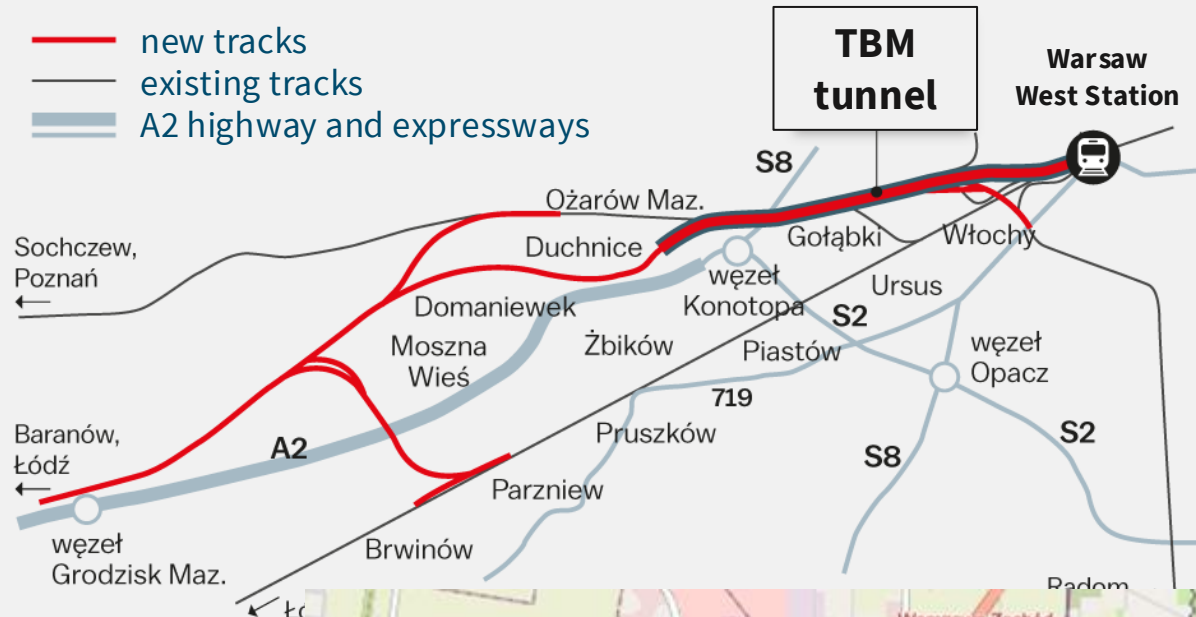 new tracks
existing tracks
A2 highway and expressways
TBM
tunnel
Warsaw
West Station
S8
Ożarów Maz.
Sochczew,
Poznań
Duchnice
Gołąbki
Włochy
węzeł
Konotopa
Ursus
Domaniewek
S2
Moszna
Wieś
Żbików
Piastów
węzeł
Opacz
719
Baranów,
Łódź
A2
Pruszków
S8
S2
Parzniew
węzeł
Grodzisk Maz.
Brwinów
Radom